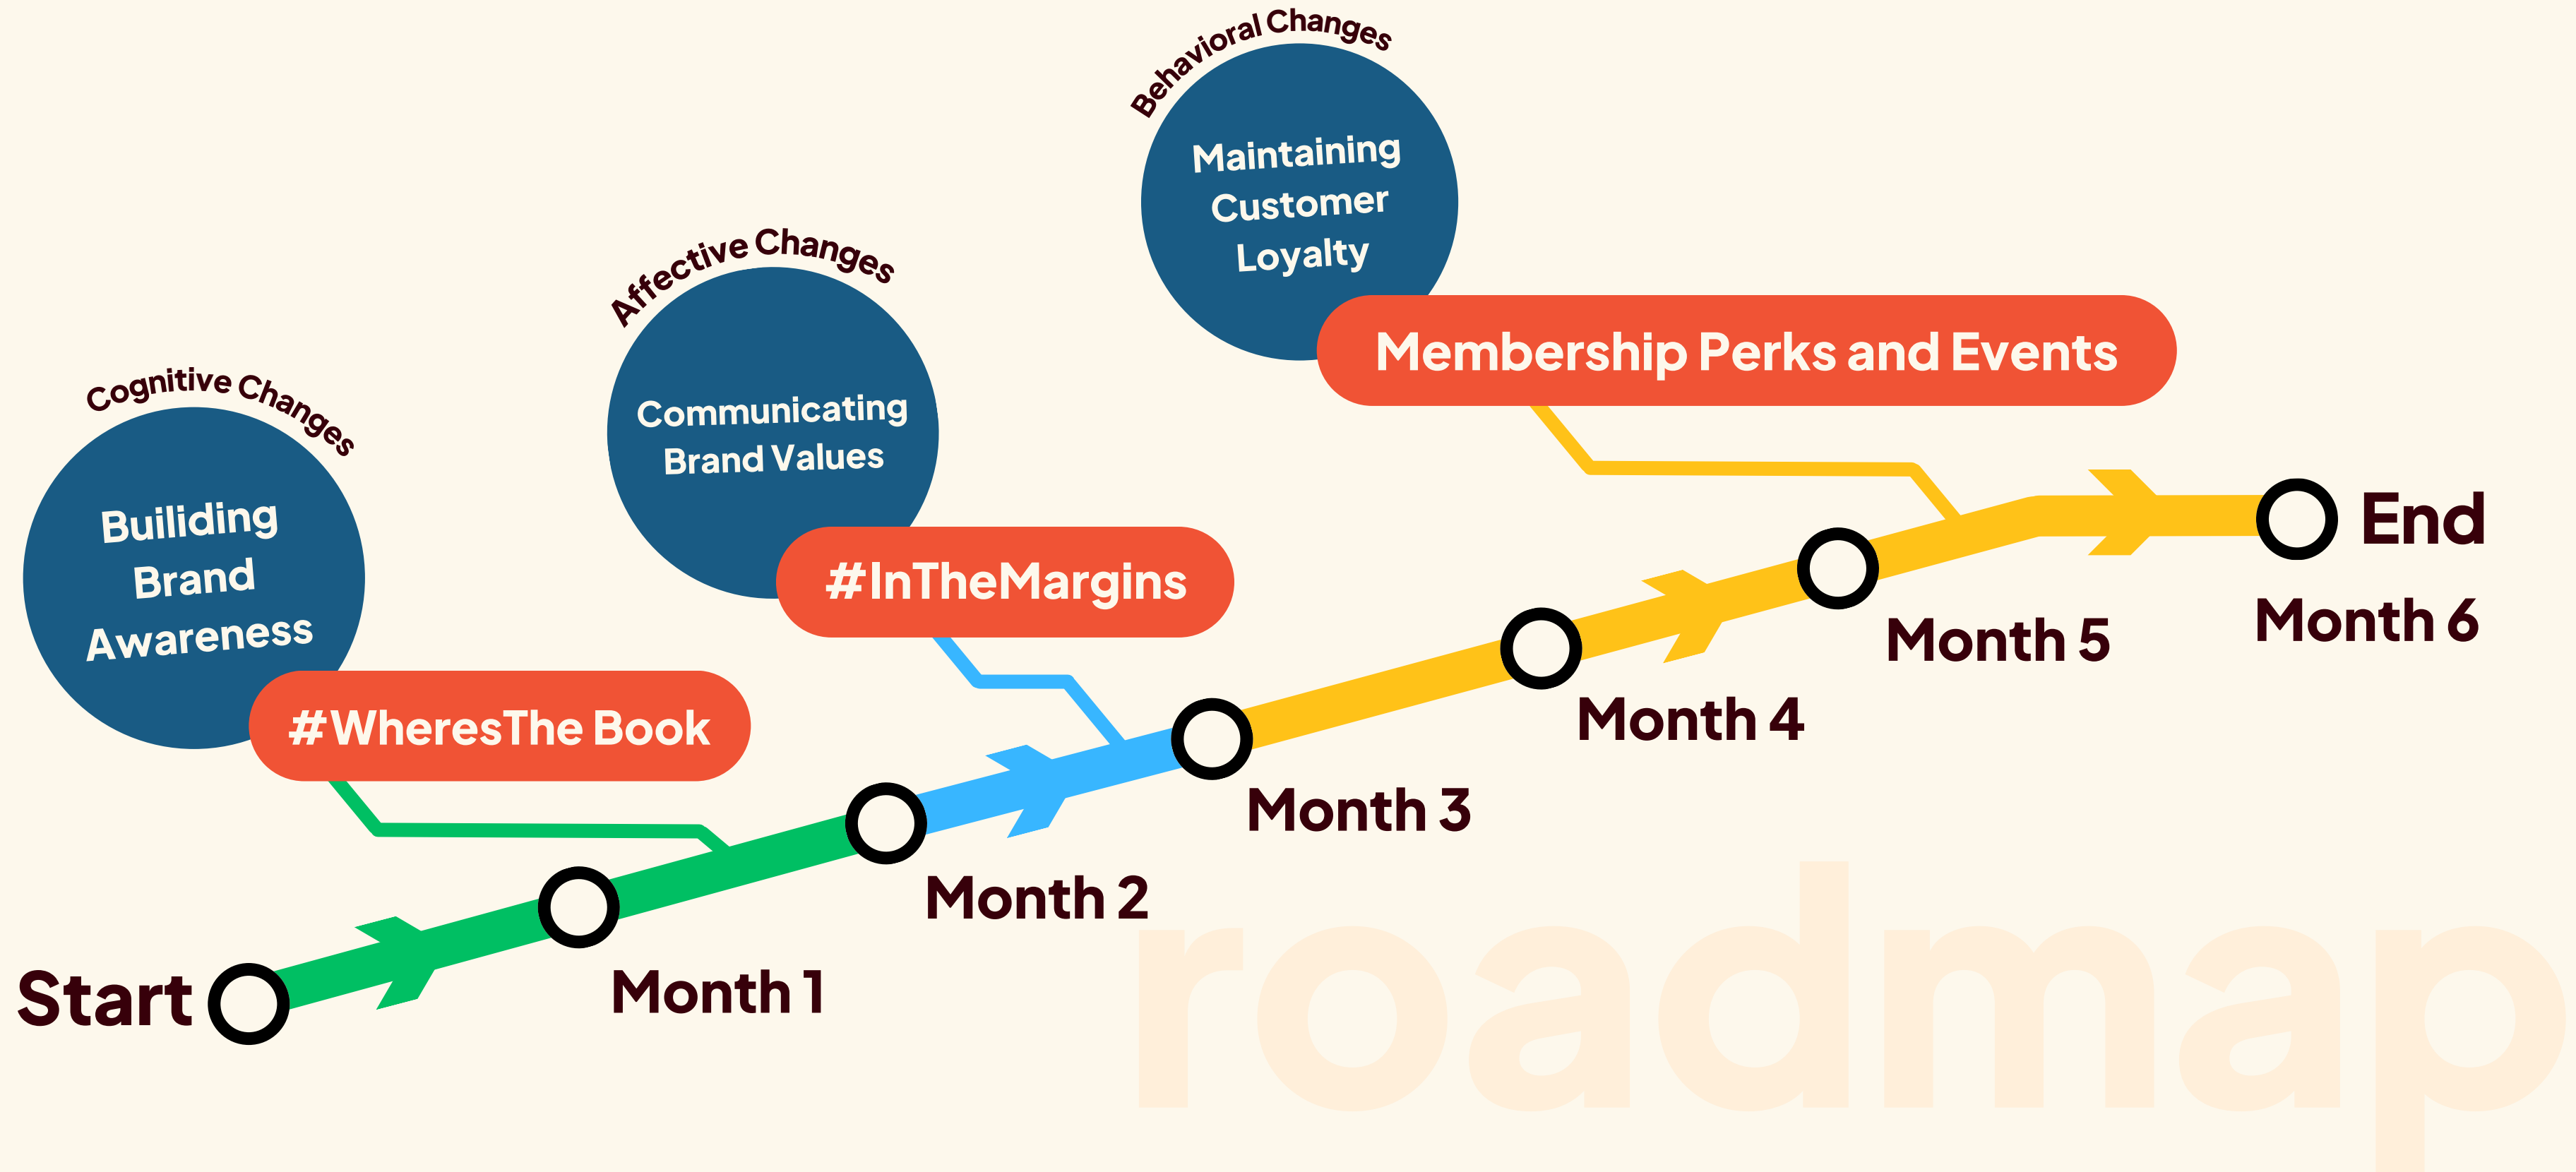 Cognitive Changes
Builiding
Brand
Awareness
#WheresThe Book
Affective Changes
Communicating
Brand Values
#InTheMargins
Behavioral Changes
Maintaining
Customer
Loyalty
Membership Perks and Events
Start
Month 1
Month 2
Month 3
Month 4
Month 5
End
Month 6
roadmap